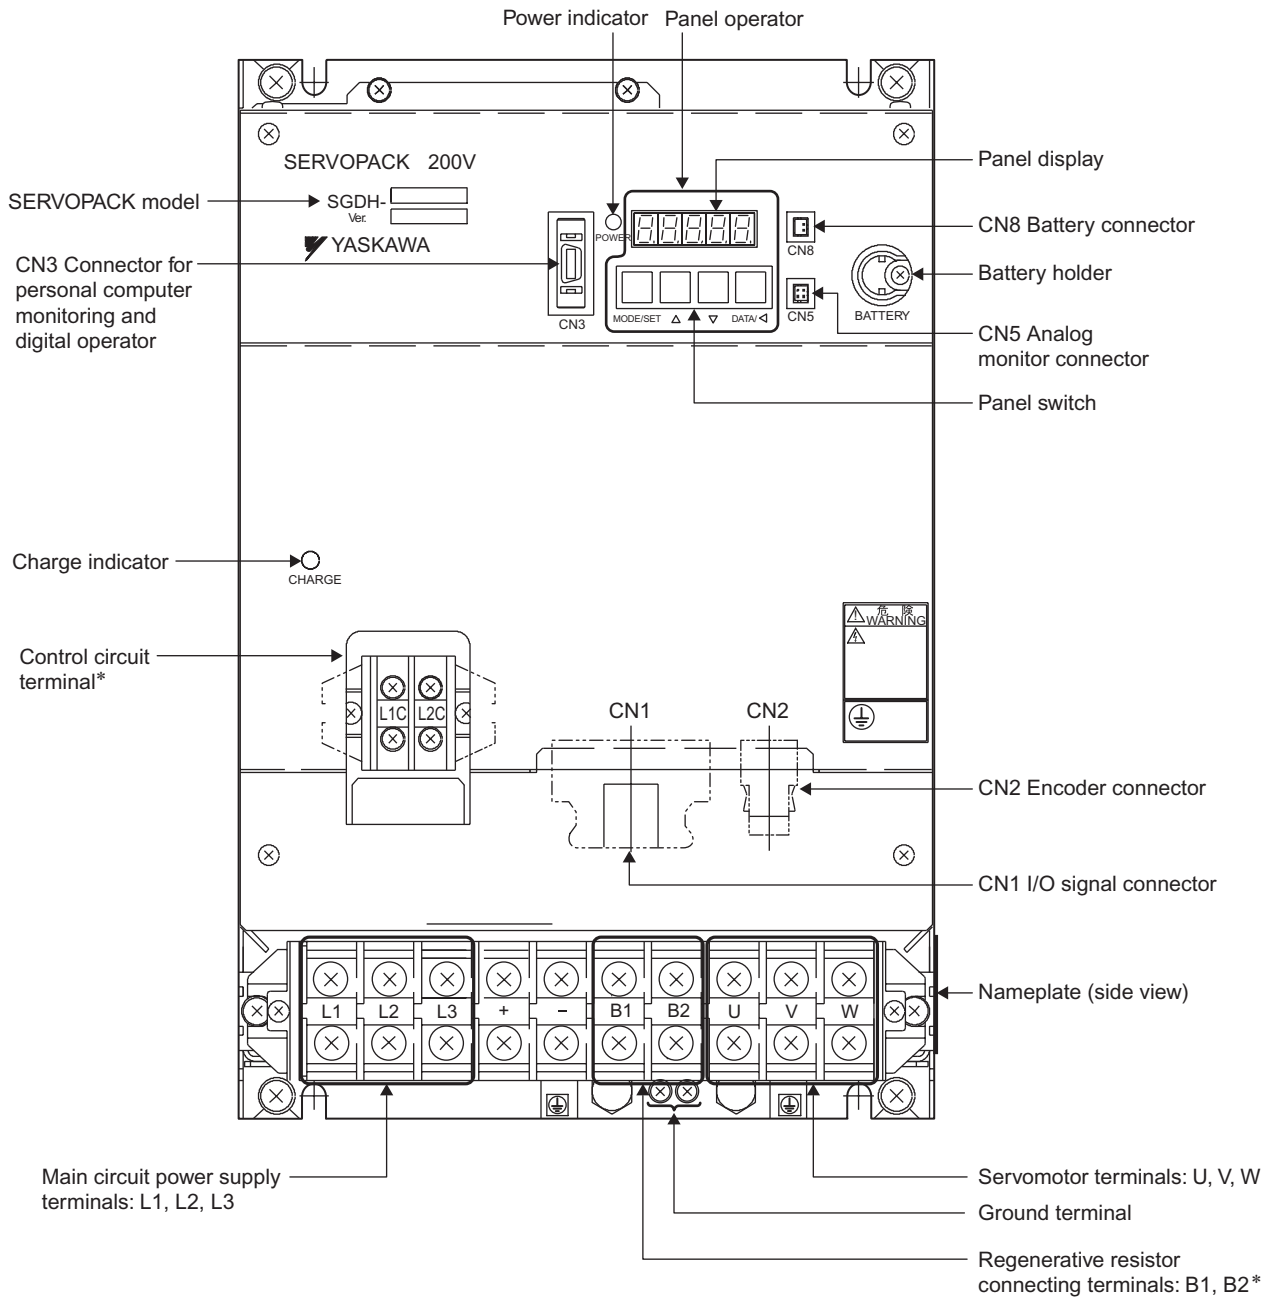 Power indicator
Panel operator
SERVOPACK 200V
Panel display
SERVOPACK model
SGDH-
Ver.
YASKAWA
POWER
CN8
CN8 Battery connector
CN3 Connector for
personal computer
monitoring and
digital operator
Battery holder
CN3
MODE/SET
DATA/
CN5
BATTERY
CN5 Analog
monitor connector
Panel switch
Charge indicator
CHARGE
危 険
WARNING
Control circuit
terminal*
L1C
L2C
CN1
CN2
CN2 Encoder connector
CN1 I/O signal connector
Nameplate (side view)
L1 L2 L3 + – B1 B2 U V W
Main circuit power supply
terminals: L1, L2, L3
Servomotor terminals: U, V, W
Ground terminal
Regenerative resistor
connecting terminals: B1, B2*